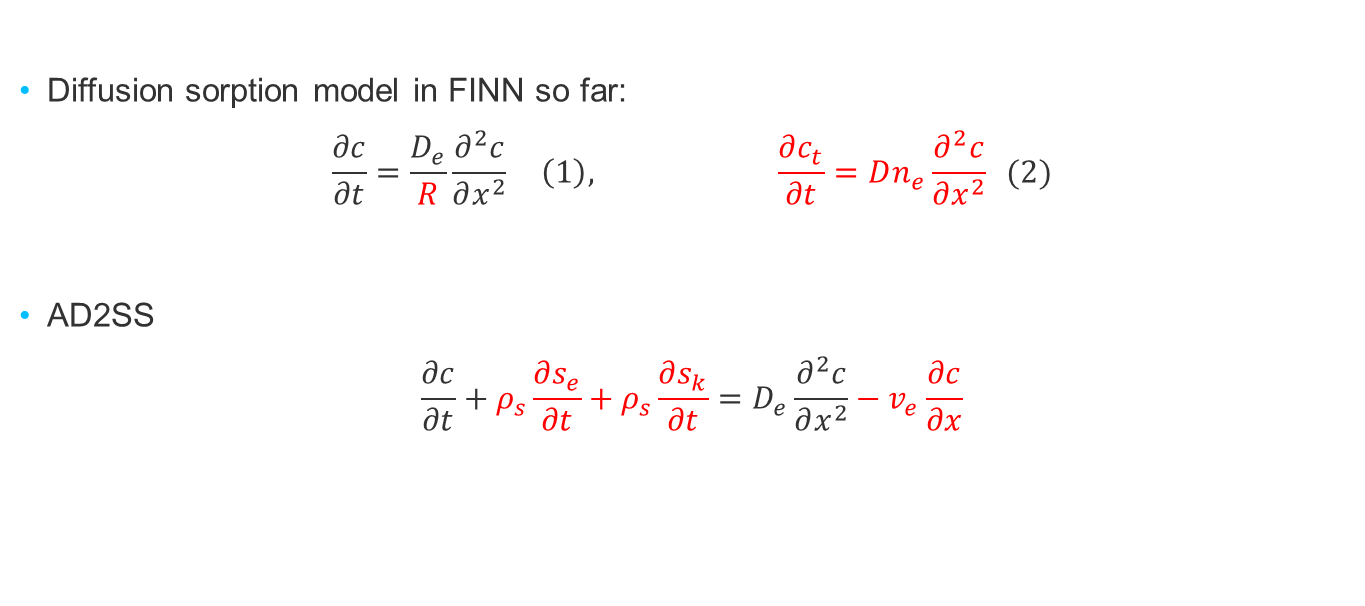 • Diffusion sorption model in FINN so far:
∂c/∂t = D_e/R ∂²c/∂x² (1), ∂c_t/∂t = Dn_e ∂²c/∂x² (2)
• AD2SS
∂c/∂t + ρ_s ∂s_e/∂t + ρ_s ∂s_k/∂t = D_e ∂²c/∂x² − v_e ∂c/∂x